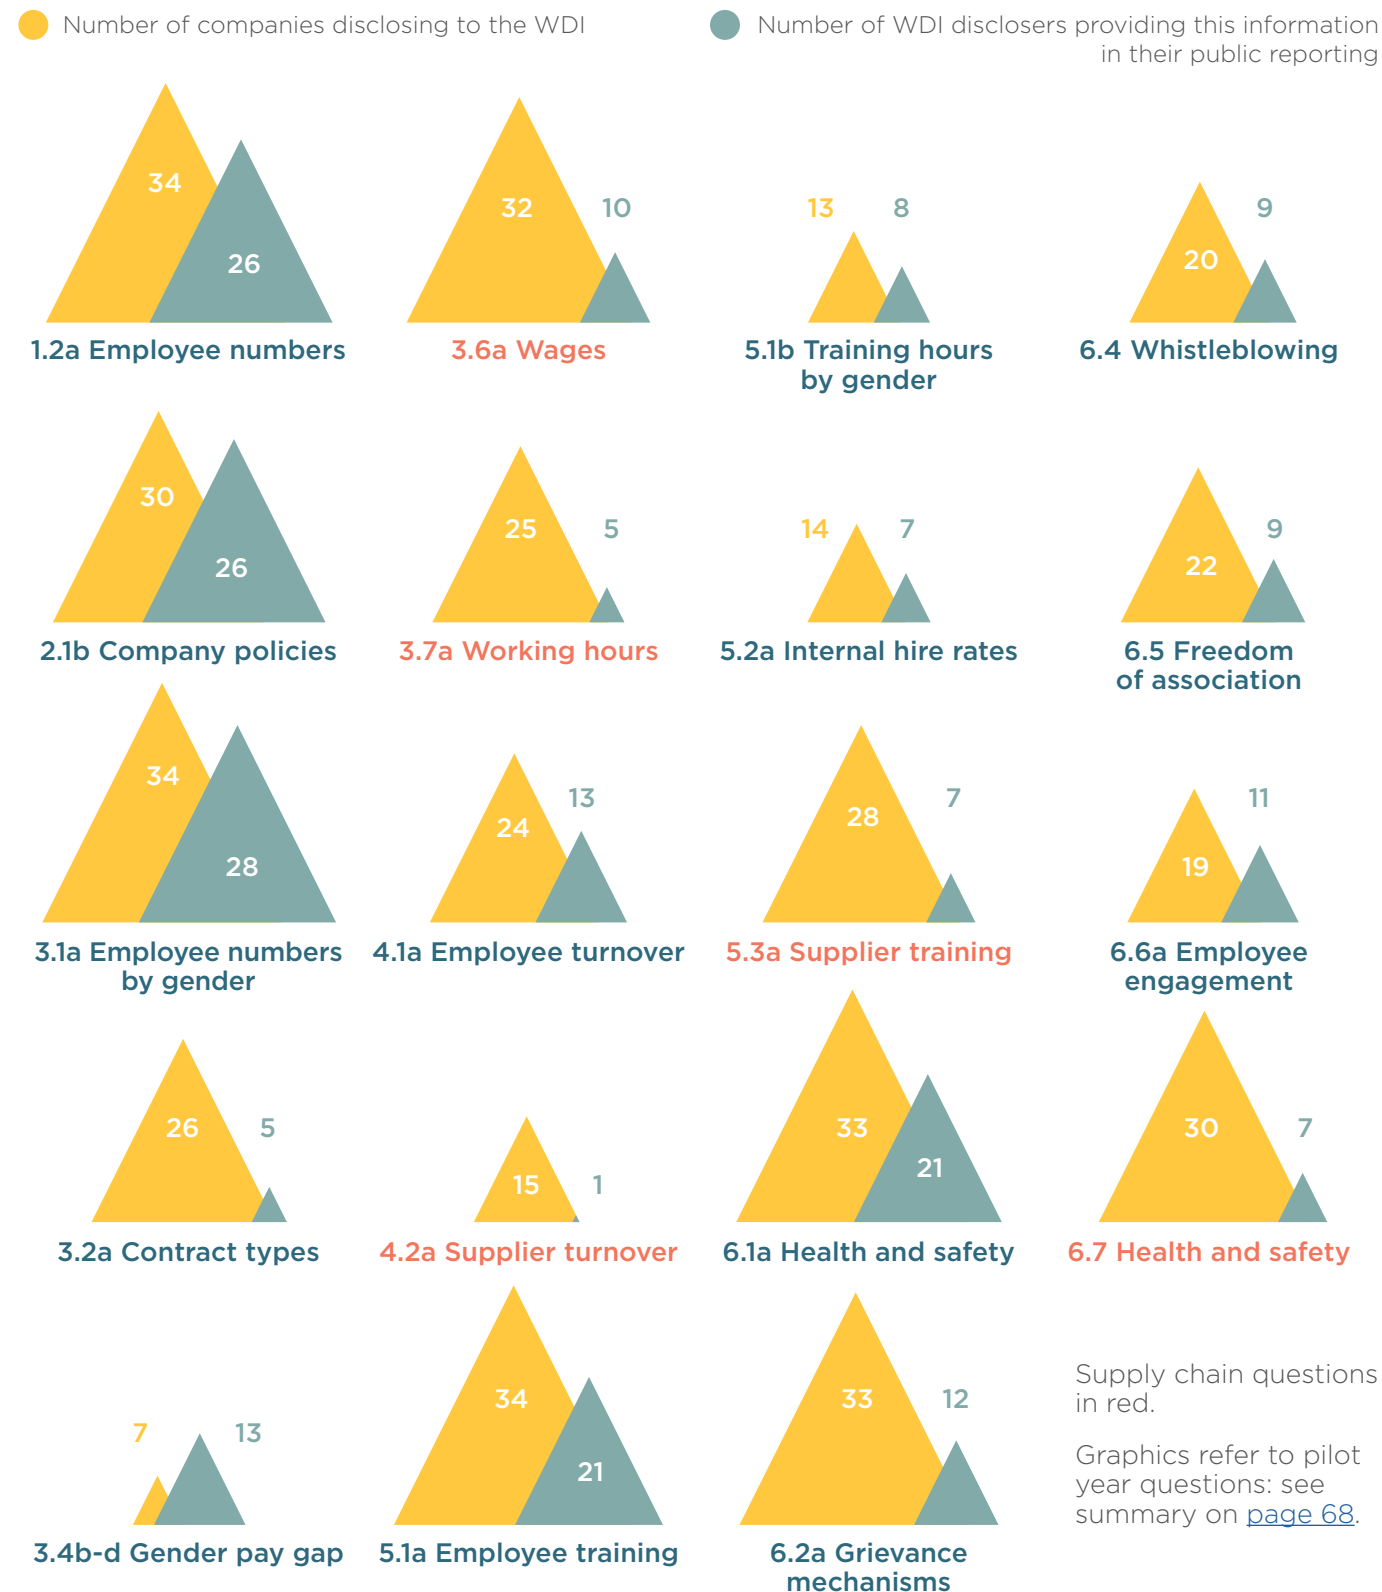 Number of companies disclosing to the WDI
Number of WDI disclosers providing this information
in their public reporting
34
26
1.2a Employee numbers
32
10
3.6a Wages
13
8
5.1b Training hours
by gender
20
9
6.4 Whistleblowing
30
26
2.1b Company policies
25
5
3.7a Working hours
14
7
5.2a Internal hire rates
22
9
6.5 Freedom
of association
34
28
3.1a Employee numbers
by gender
24
13
4.1a Employee turnover
28
7
5.3a Supplier training
19
11
6.6a Employee
engagement
26
5
3.2a Contract types
15
1
4.2a Supplier turnover
33
21
6.1a Health and safety
30
7
6.7 Health and safety
7
13
3.4b-d Gender pay gap
34
21
5.1a Employee training
33
12
6.2a Grievance
mechanisms
Supply chain questions
in red.
Graphics refer to pilot
year questions: see
summary on page 68.